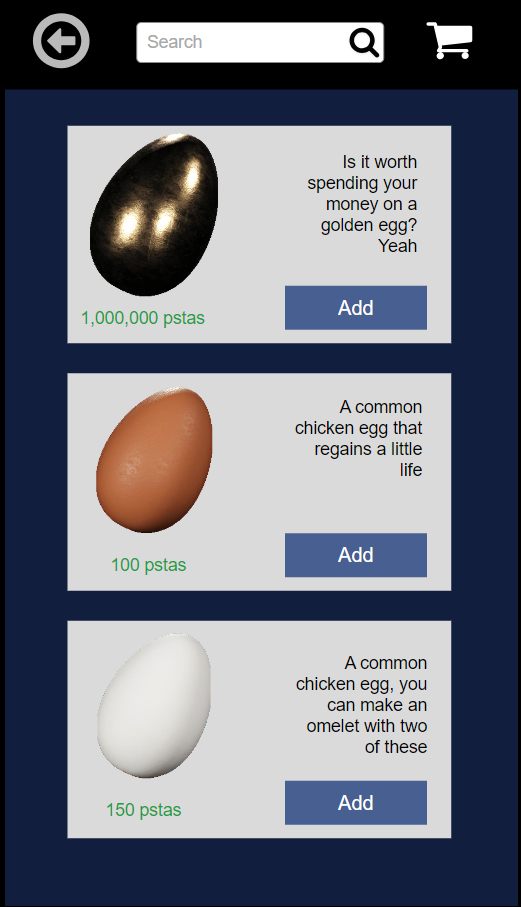 Search
Is it worth
spending your
money on a
golden egg?
Yeah
1,000,000 pstas
Add
A common
chicken egg that
regains a little
life
100 pstas
Add
A common
chicken egg, you
can make an
omelet with two
of these
150 pstas
Add